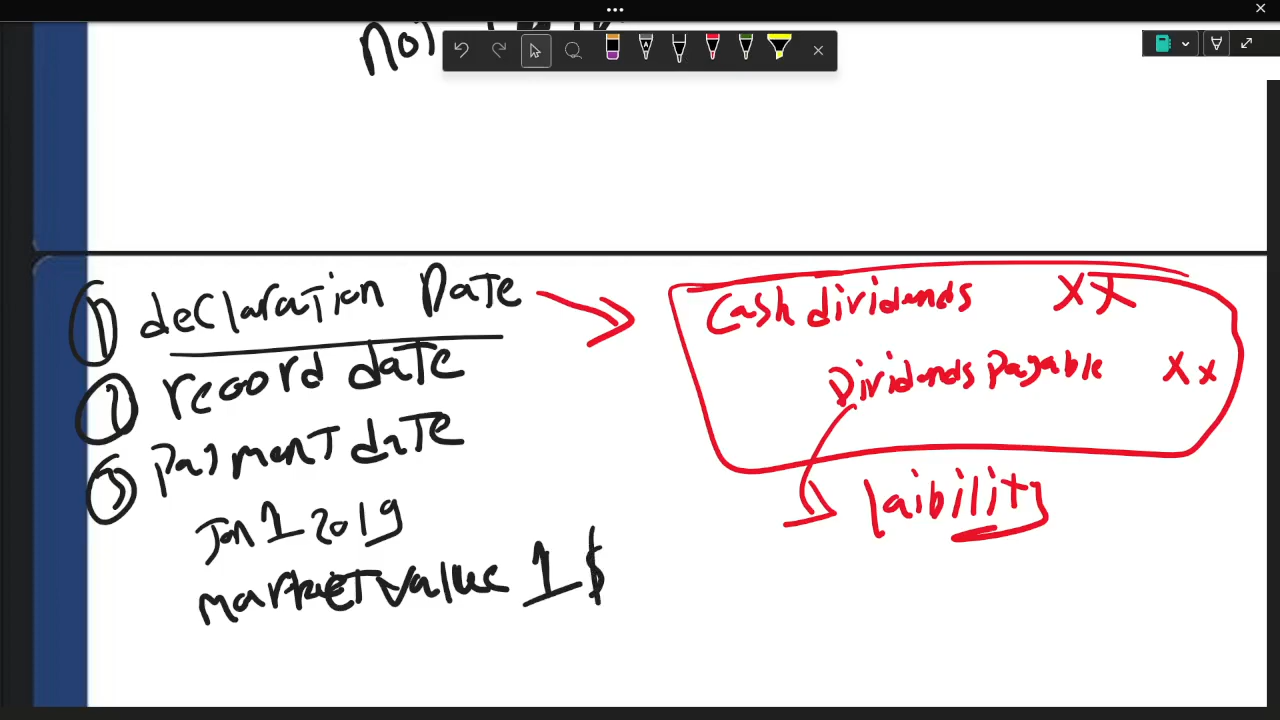 not
1 declaration Date
2 record date
3 payment date
Jan 1 2019
market value 1 $
Cash dividends xx
Dividends Payable xx
laibility